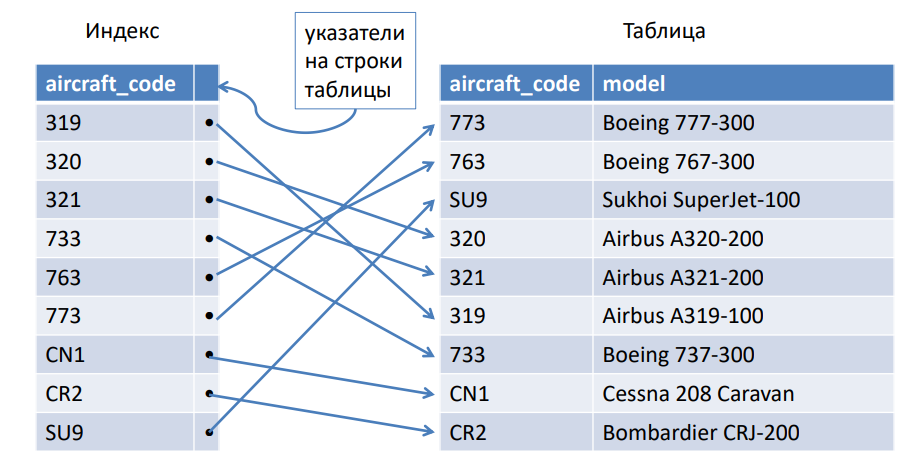 Индекс
указатели
на строки
таблицы
Таблица
aircraft_code
319
320
321
733
763
773
CN1
CR2
SU9
aircraft_code model
773 Boeing 777-300
763 Boeing 767-300
SU9 Sukhoi SuperJet-100
320 Airbus A320-200
321 Airbus A321-200
319 Airbus A319-100
733 Boeing 737-300
CN1 Cessna 208 Caravan
CR2 Bombardier CRJ-200